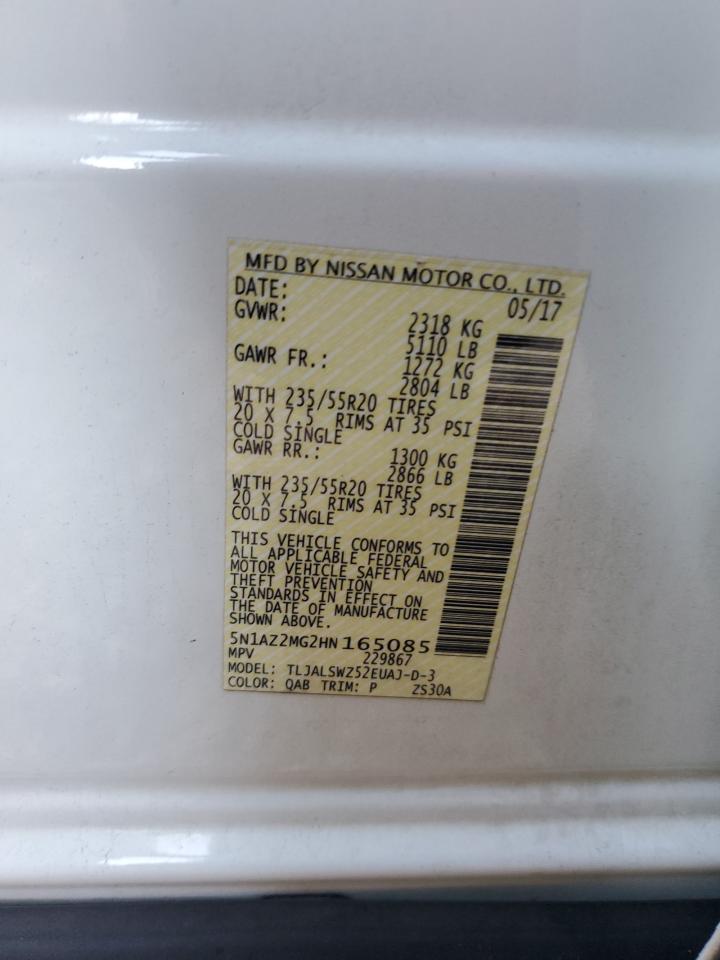 MFD BY NISSAN MOTOR CO., LTD.
DATE: 05/17
GVWR: 2318 KG
5110 LB
GAWR FR.: 1272 KG
2804 LB
WITH 235/55R20 TIRES
20 X 7.5 RIMS AT 35 PSI
COLD SINGLE
GAWR RR.: 1300 KG
2866 LB
WITH 235/55R20 TIRES
20 X 7.5 RIMS AT 35 PSI
COLD SINGLE
THIS VEHICLE CONFORMS TO
ALL APPLICABLE FEDERAL
MOTOR VEHICLE SAFETY AND
THEFT PREVENTION
STANDARDS IN EFFECT ON
THE DATE OF MANUFACTURE
SHOWN ABOVE.
5N1AZ2MG2HN165085
MPV 229867
MODEL: TLJALSWZ52EUAJ-D-3
COLOR: QAB TRIM: P ZS30A